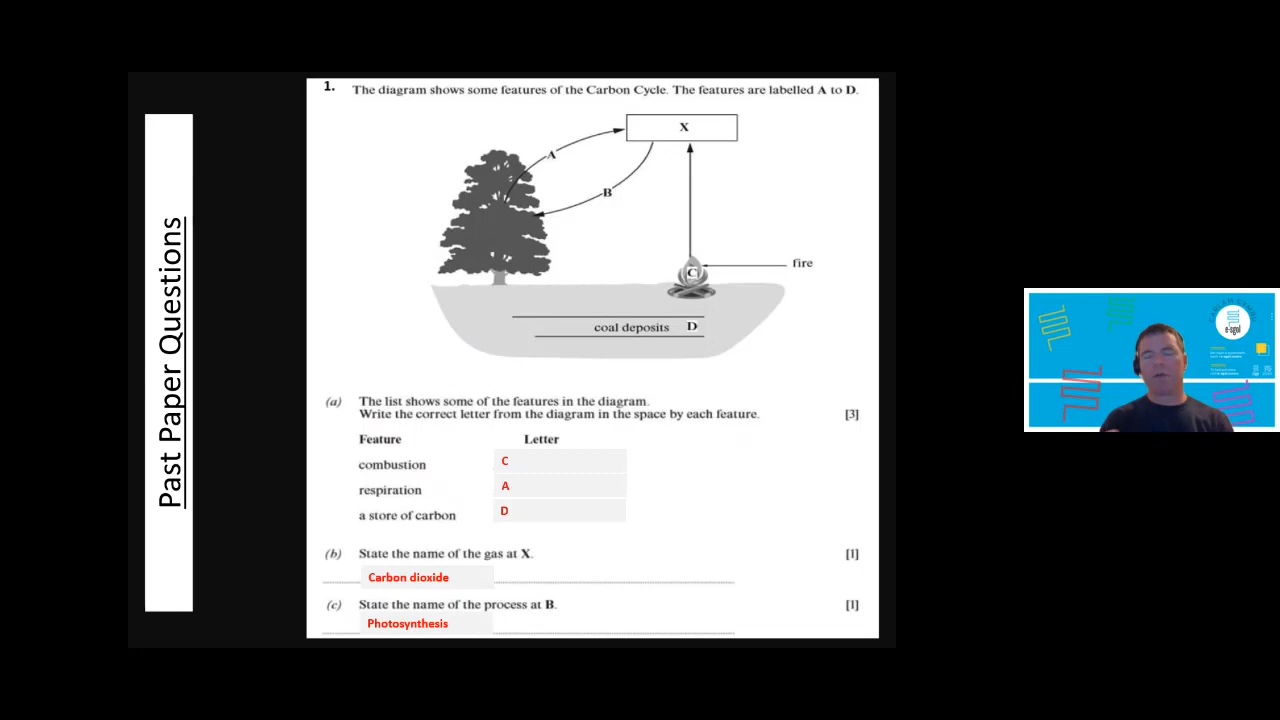 Past Paper Questions
1. The diagram shows some features of the Carbon Cycle. The features are labelled A to D.
X
A
B
C
fire
coal deposits D
(a) The list shows some of the features in the diagram.
Write the correct letter from the diagram in the space by each feature. [3]
Feature Letter
combustion C
respiration A
a store of carbon D
(b) State the name of the gas at X. [1]
Carbon dioxide
(c) State the name of the process at B. [1]
Photosynthesis
e-sgol